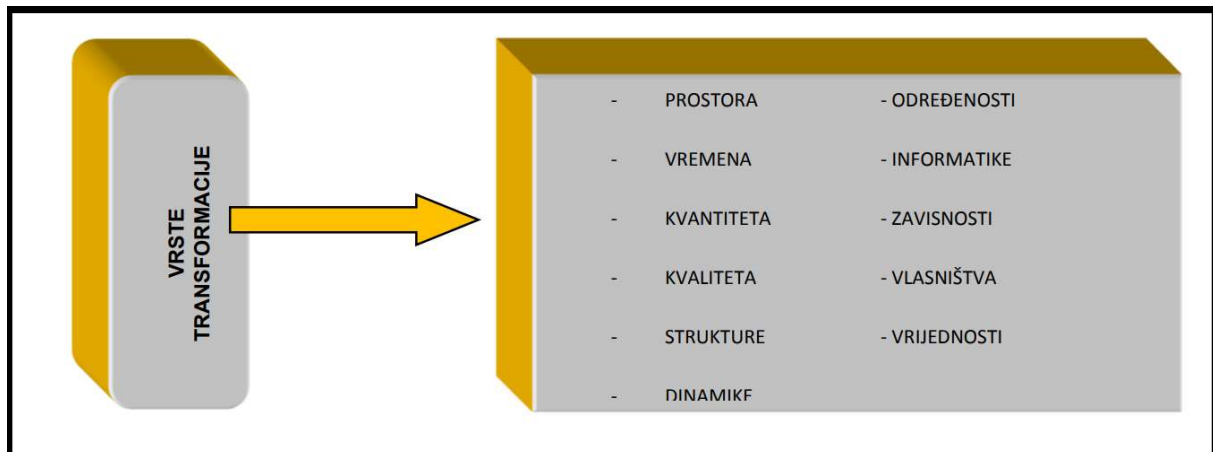 VRSTE
TRANSFORMACIJE
- PROSTORA - ODREĐENOSTI
- VREMENA - INFORMATIKE
- KVANTITETA - ZAVISNOSTI
- KVALITETA - VLASNIŠTVA
- STRUKTURE - VRIJEDNOSTI
- DINAMIKE